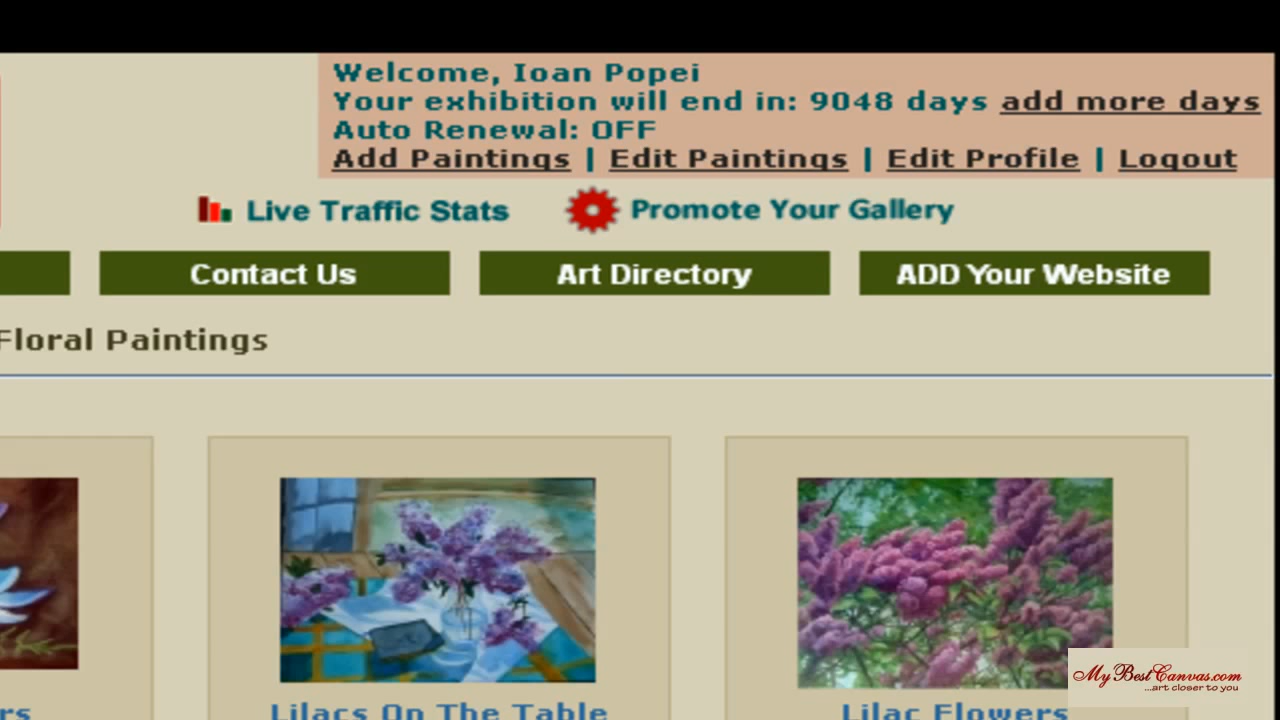 Welcome, Ioan Popei
Your exhibition will end in: 9048 days add more days
Auto Renewal: OFF
Add Paintings | Edit Paintings | Edit Profile | Logout
Live Traffic Stats Promote Your Gallery
Contact Us Art Directory ADD Your Website
Floral Paintings
rs Lilacs On The Table Lilac Flowers
MyBestCanvas.com
...art closer to you